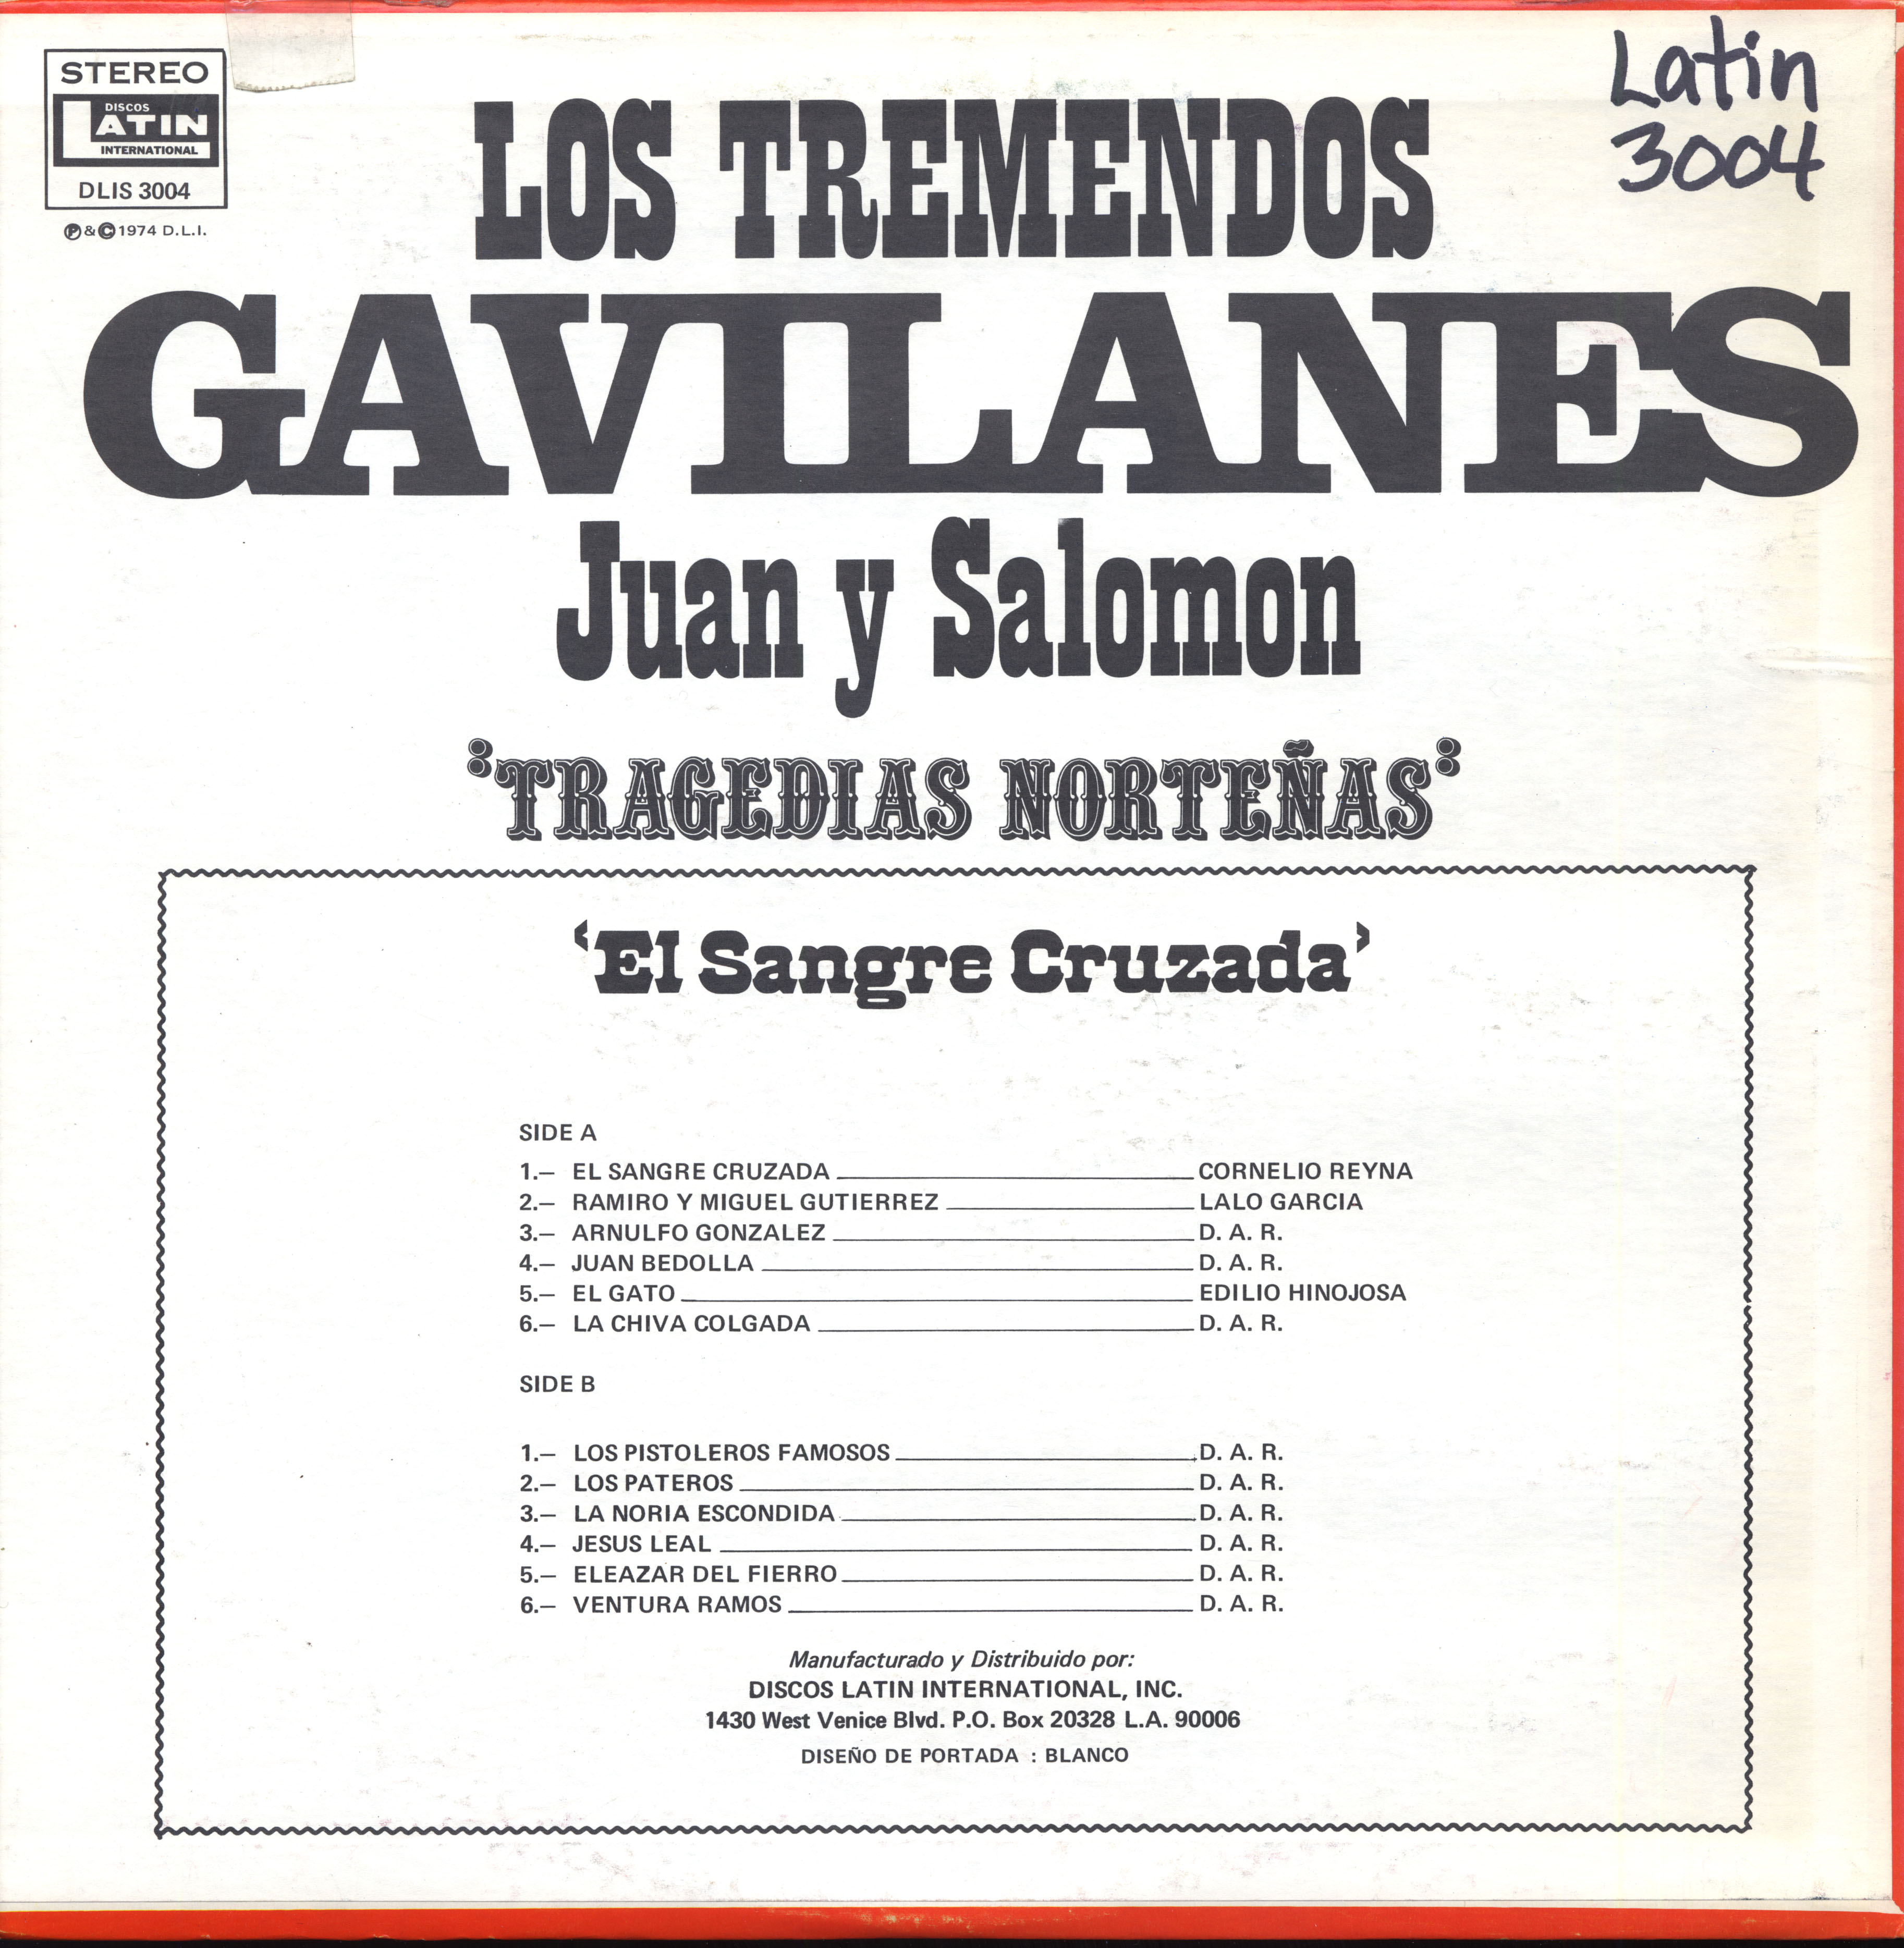 STEREO
DISCOS
LATIN
INTERNATIONAL
DLIS 3004
Ⓟ & © 1974 D.L.I.
Latin
3004
LOS TREMENDOS
GAVILANES
Juan y Salomon
TRAGEDIAS NORTEÑAS
‘El Sangre Cruzada’
SIDE A
1.— EL SANGRE CRUZADA CORNELIO REYNA
2.— RAMIRO Y MIGUEL GUTIERREZ LALO GARCIA
3.— ARNULFO GONZALEZ D. A. R.
4.— JUAN BEDOLLA D. A. R.
5.— EL GATO EDILIO HINOJOSA
6.— LA CHIVA COLGADA D. A. R.
SIDE B
1.— LOS PISTOLEROS FAMOSOS D. A. R.
2.— LOS PATEROS D. A. R.
3.— LA NORIA ESCONDIDA D. A. R.
4.— JESUS LEAL D. A. R.
5.— ELEAZAR DEL FIERRO D. A. R.
6.— VENTURA RAMOS D. A. R.
Manufacturado y Distribuido por:
DISCOS LATIN INTERNATIONAL, INC.
1430 West Venice Blvd. P.O. Box 20328 L.A. 90006
DISEÑO DE PORTADA : BLANCO